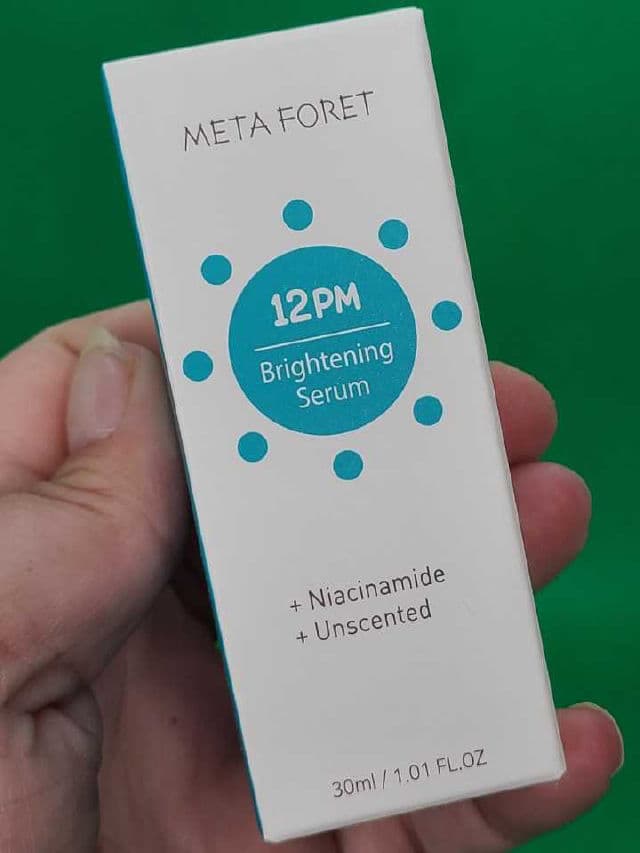 META FORET
12PM
Brightening
Serum
+ Niacinamide
+ Unscented
30ml / 1.01 FL.OZ